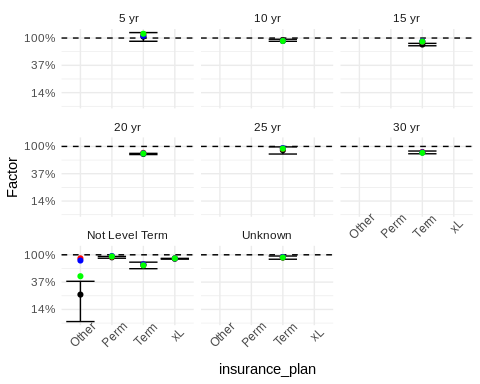 5 yr 10 yr 15 yr
100%
37%
14%
20 yr 25 yr 30 yr
100%
37%
14%
Other Perm Term xL
Not Level Term Unknown
100%
37%
14%
Other Perm Term xL Other Perm Term xL
Factor
insurance_plan